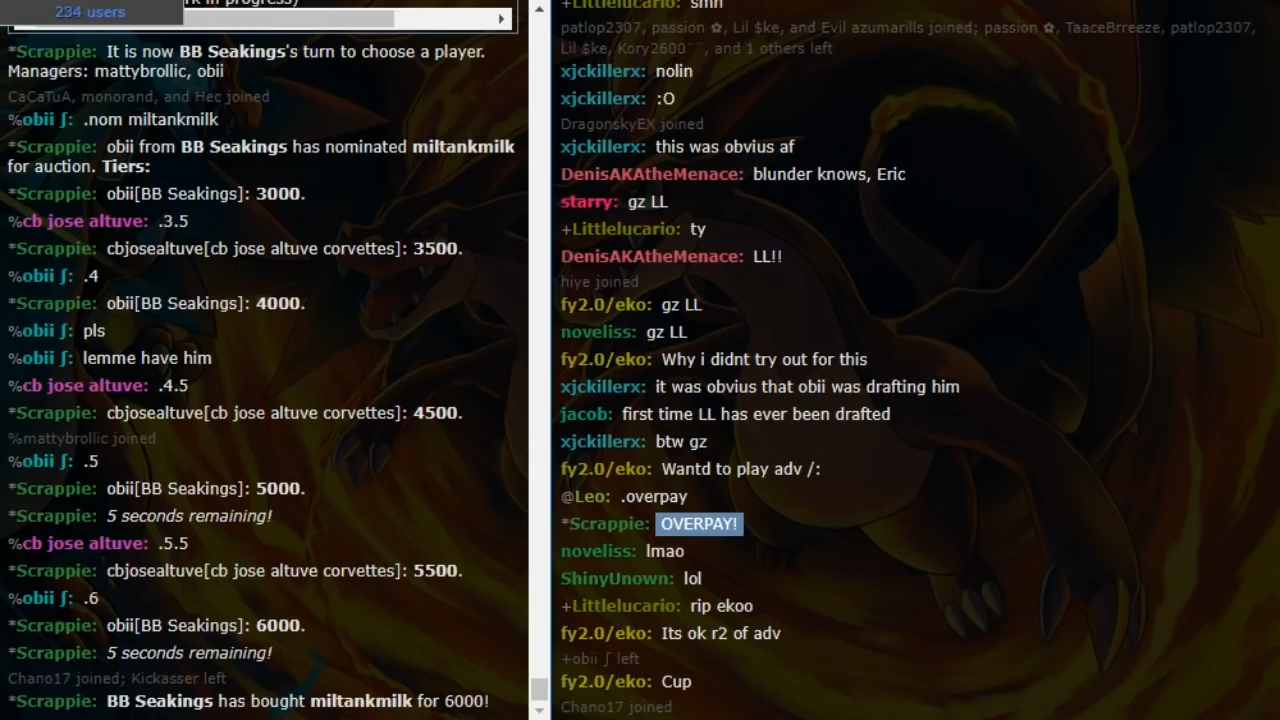 rk in progress)
234 users
*Scrappie: It is now BB Seakings's turn to choose a player.
Managers: mattybrollic, obii
CaCaTuA, monorand, and Hec joined
%obii ʃ: .nom miltankmilk
*Scrappie: obii from BB Seakings has nominated miltankmilk
for auction. Tiers:
*Scrappie: obii[BB Seakings]: 3000.
%cb jose altuve: .3.5
*Scrappie: cbjosealtuve[cb jose altuve corvettes]: 3500.
%obii ʃ: .4
*Scrappie: obii[BB Seakings]: 4000.
%obii ʃ: pls
%obii ʃ: lemme have him
%cb jose altuve: .4.5
*Scrappie: cbjosealtuve[cb jose altuve corvettes]: 4500.
%mattybrollic joined
%obii ʃ: .5
*Scrappie: obii[BB Seakings]: 5000.
*Scrappie: 5 seconds remaining!
%cb jose altuve: .5.5
*Scrappie: cbjosealtuve[cb jose altuve corvettes]: 5500.
%obii ʃ: .6
*Scrappie: obii[BB Seakings]: 6000.
*Scrappie: 5 seconds remaining!
Chano17 joined; Kickasser left
*Scrappie: BB Seakings has bought miltankmilk for 6000!
+Littlelucario: smh
patlop2307, passion ✿, Lil $ke, and Evil azumarills joined; passion ✿, TaaceBrreeze, patlop2307,
Lil $ke, Kory2600⁻⁻, and 1 others left
xjckillerx: nolin
xjckillerx: :O
DragonskyEX joined
xjckillerx: this was obvius af
DenisAKAtheMenace: blunder knows, Eric
starry: gz LL
+Littlelucario: ty
DenisAKAtheMenace: LL!!
hiye joined
fy2.0/eko: gz LL
noveliss: gz LL
fy2.0/eko: Why i didnt try out for this
xjckillerx: it was obvius that obii was drafting him
jacob: first time LL has ever been drafted
xjckillerx: btw gz
fy2.0/eko: Wantd to play adv /:
@Leo: .overpay
*Scrappie: OVERPAY!
noveliss: lmao
ShinyUnown: lol
+Littlelucario: rip ekoo
fy2.0/eko: Its ok r2 of adv
+obii ʃ left
fy2.0/eko: Cup
Chano17 joined